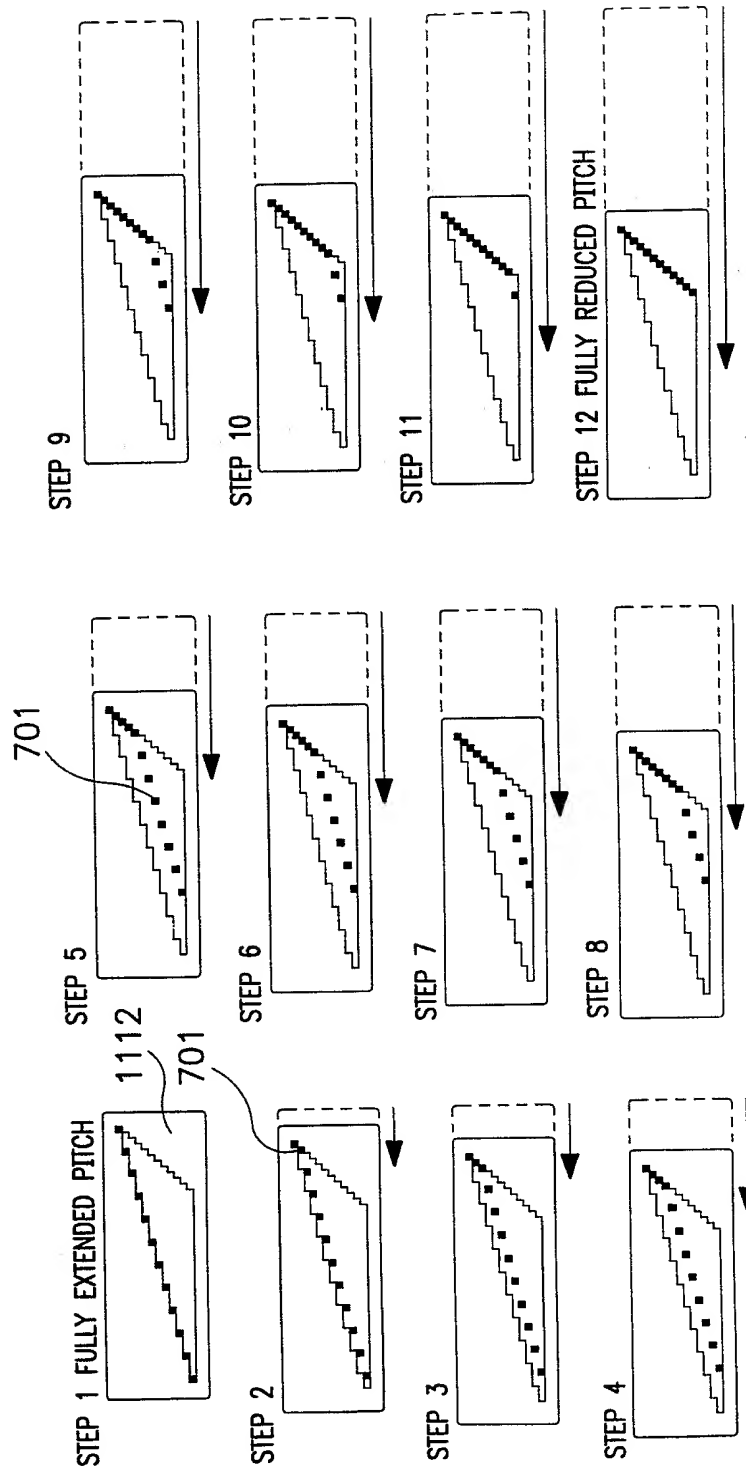 STEP 1 FULLY EXTENDED PITCH
1112
STEP 2
701
STEP 3
STEP 4
STEP 5
701
STEP 6
STEP 7
STEP 8
STEP 9
STEP 10
STEP 11
STEP 12 FULLY REDUCED PITCH